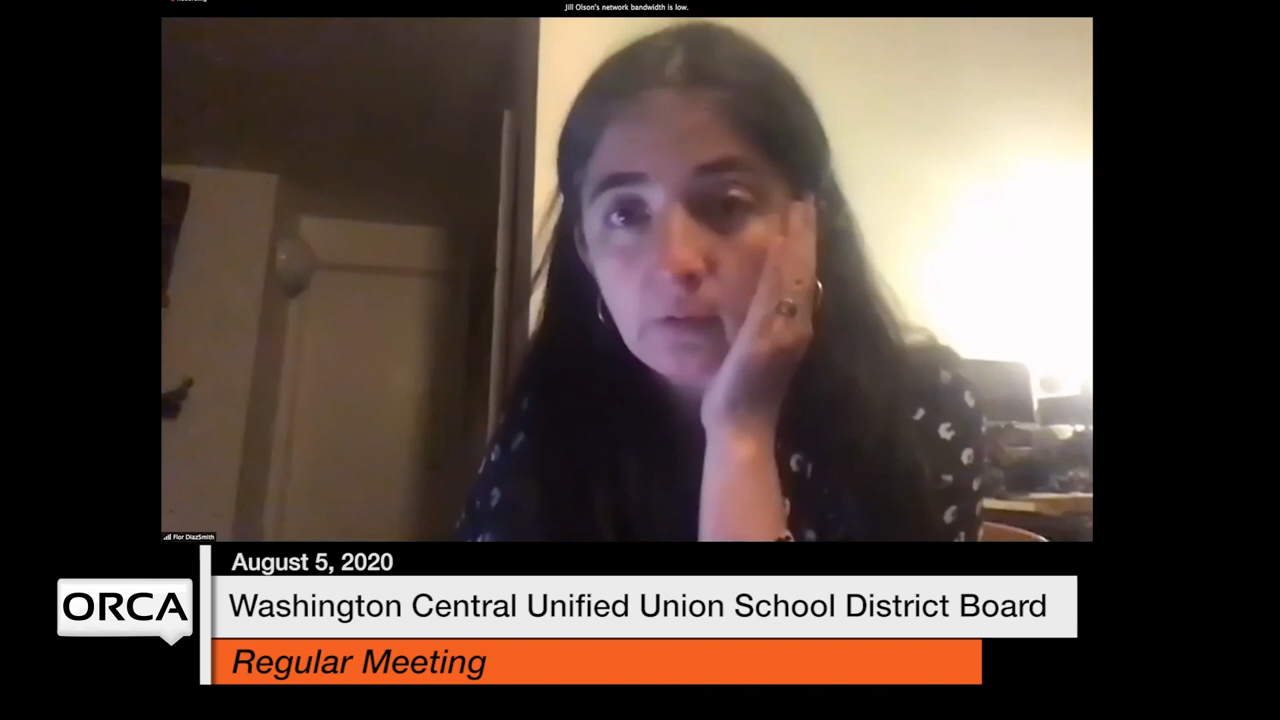 Recording
Jill Olson's network bandwidth is low.
Flor DiazSmith
August 5, 2020
ORCA
Washington Central Unified Union School District Board
Regular Meeting